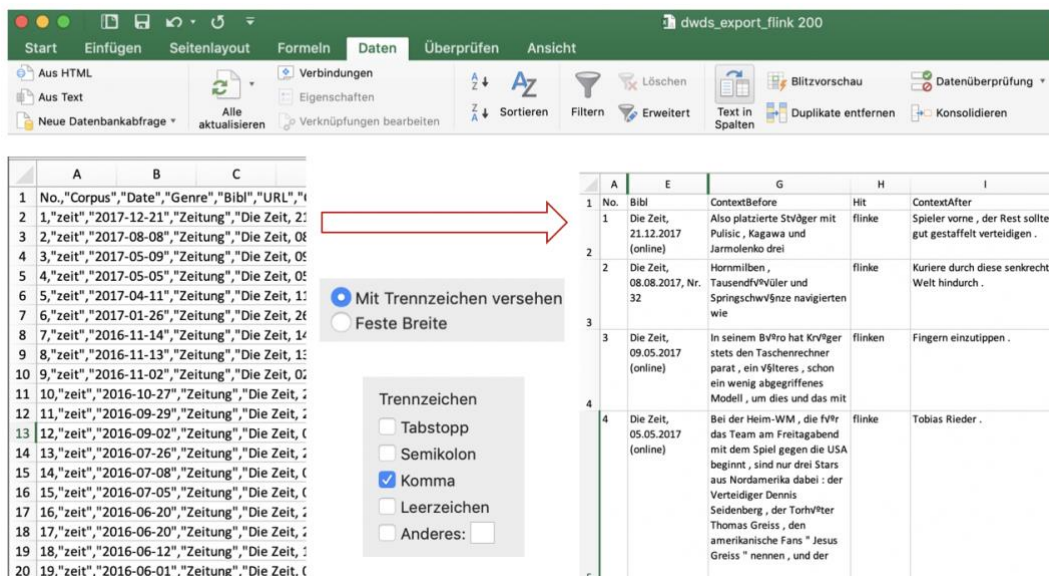 dwds_export_flink 200
Start Einfügen Seitenlayout Formeln Daten Überprüfen Ansicht
Aus HTML
Aus Text
Neue Datenbankabfrage
Alle
aktualisieren
Verbindungen
Eigenschaften
Verknüpfungen bearbeiten
A
Z
Z
A
AZ
Sortieren
Filtern
Löschen
Erweitert
Text in
Spalten
Blitzvorschau
Duplikate entfernen
Datenüberprüfung
Konsolidieren
A B C
1 No.,"Corpus","Date","Genre","Bibl","URL","
2 1,"zeit","2017-12-21","Zeitung","Die Zeit, 21
3 2,"zeit","2017-08-08","Zeitung","Die Zeit, 08
4 3,"zeit","2017-05-09","Zeitung","Die Zeit, 09
5 4,"zeit","2017-05-05","Zeitung","Die Zeit, 05
6 5,"zeit","2017-04-11","Zeitung","Die Zeit, 11
7 6,"zeit","2017-01-26","Zeitung","Die Zeit, 26
8 7,"zeit","2016-11-14","Zeitung","Die Zeit, 14
9 8,"zeit","2016-11-13","Zeitung","Die Zeit, 13
10 9,"zeit","2016-11-02","Zeitung","Die Zeit, 02
11 10,"zeit","2016-10-27","Zeitung","Die Zeit,
12 11,"zeit","2016-09-29","Zeitung","Die Zeit,
13 12,"zeit","2016-09-02","Zeitung","Die Zeit,
14 13,"zeit","2016-07-26","Zeitung","Die Zeit,
15 14,"zeit","2016-07-08","Zeitung","Die Zeit,
16 15,"zeit","2016-07-05","Zeitung","Die Zeit,
17 16,"zeit","2016-06-20","Zeitung","Die Zeit,
18 17,"zeit","2016-06-20","Zeitung","Die Zeit,
19 18,"zeit","2016-06-12","Zeitung","Die Zeit,
20 19,"zeit","2016-06-01","Zeitung","Die Zeit,
Mit Trennzeichen versehen
Feste Breite
Trennzeichen
Tabstopp
Semikolon
Komma
Leerzeichen
Anderes:
A E G H I
1 No. Bibl ContextBefore Hit ContextAfter
1 Die Zeit, Also platzierte St√∂ger mit flinke Spieler vorne , der Rest sollte
21.12.2017 Pulisic , Kagawa und gut gestaffelt verteidigen .
2 (online) Jarmolenko drei
2 Die Zeit, Hornmilben , flinke Kuriere durch diese senkrecht
08.08.2017, Nr. Tausendf√º√üler und Welt hindurch .
32 Springschw√§nze navigierten
wie
3
3 Die Zeit, In seinem B√ºro hat Kr√ºger flinken Fingern einzutippen .
09.05.2017 stets den Taschenrechner
(online) parat , ein √§lteres , schon
ein wenig abgegriffenes
Modell , um dies und das mit
4
4 Die Zeit, Bei der Heim-WM , die f√ºr flinke Tobias Rieder .
05.05.2017 das Team am Freitagabend
(online) mit dem Spiel gegen die USA
beginnt , sind nur drei Stars
aus Nordamerika dabei : der
Verteidiger Dennis
Seidenberg , der Torh√ºter
Thomas Greiss , den
amerikanische Fans " Jesus
Greiss " nennen , und der